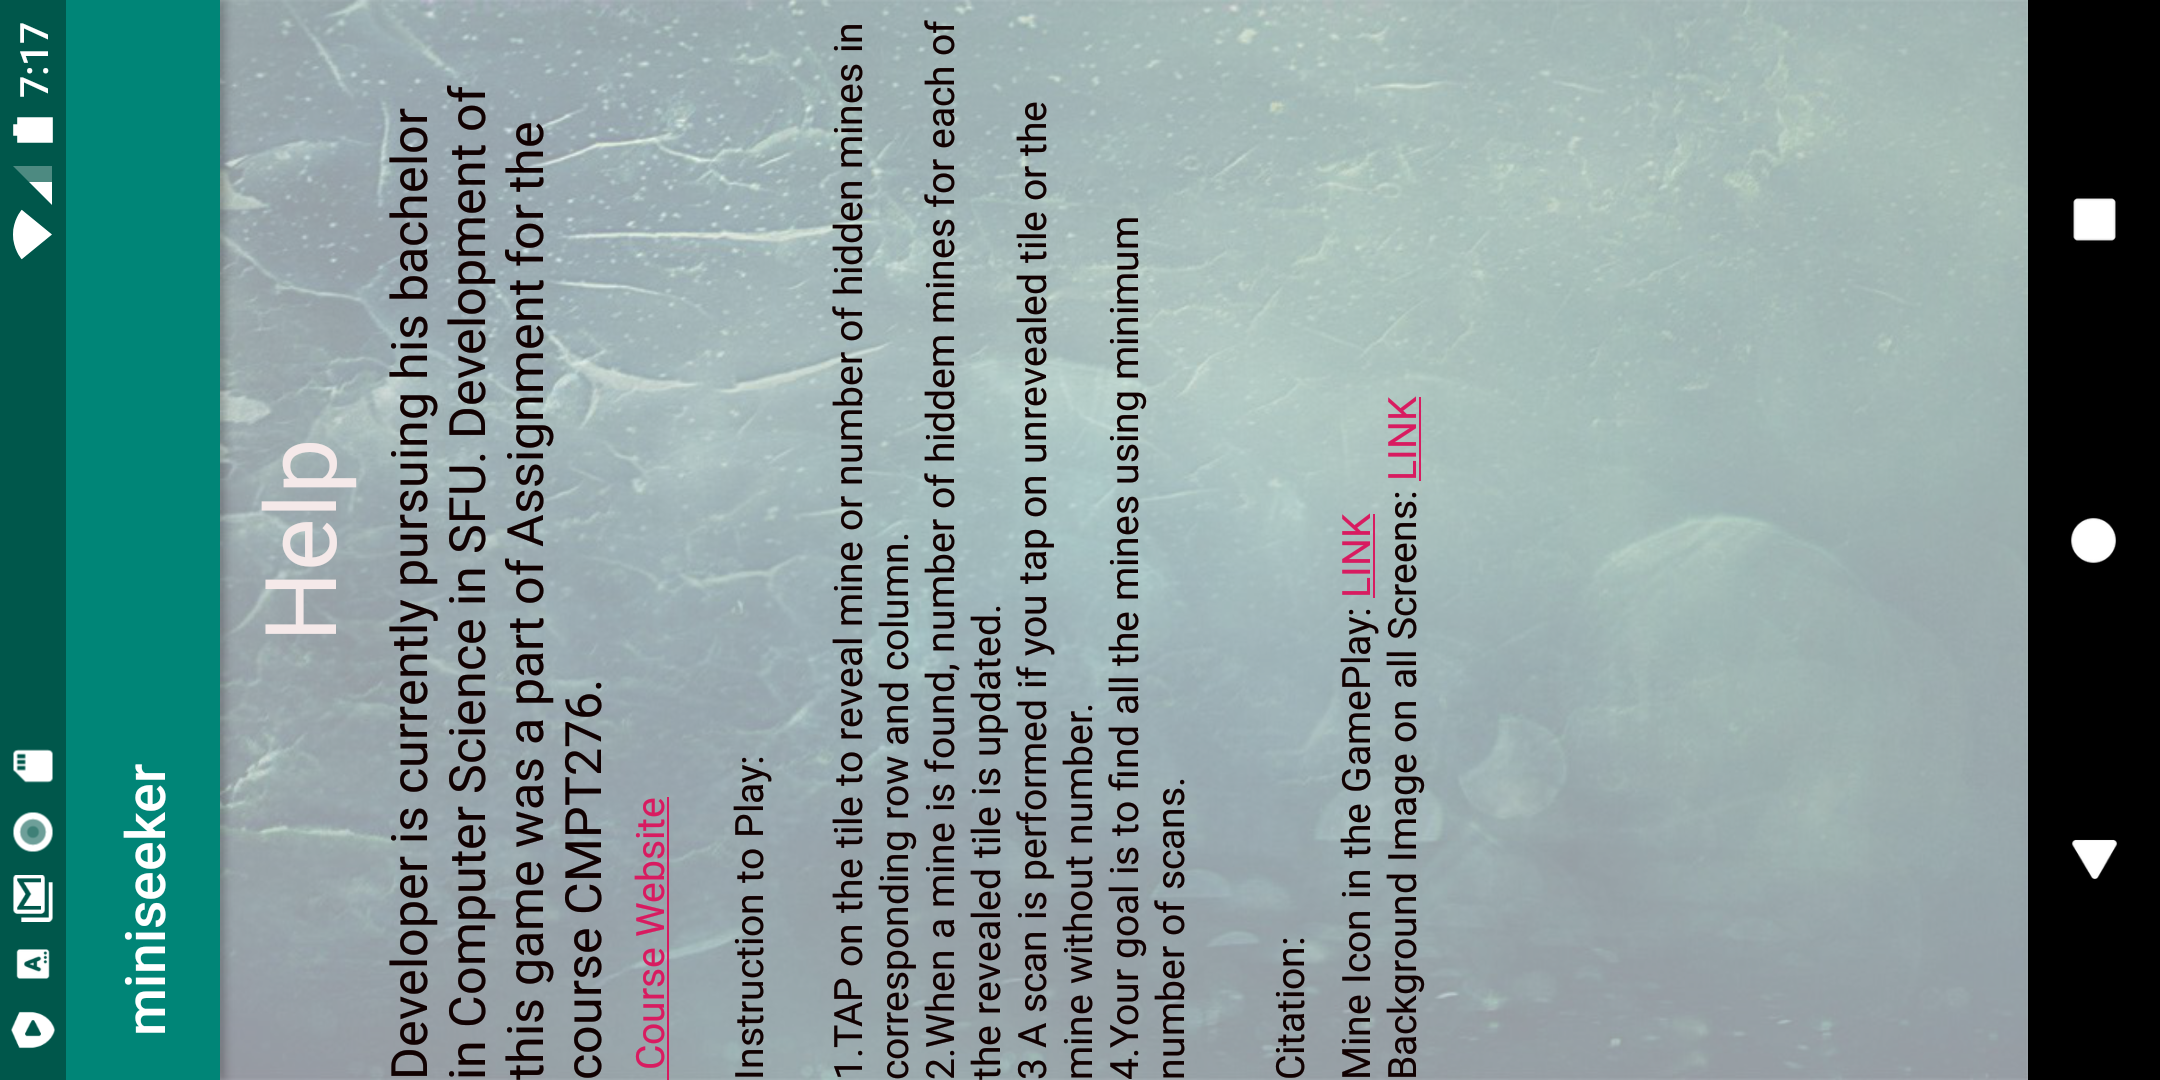 7:17
miniseeker
Help
Developer is currently pursuing his bachelor
in Computer Science in SFU. Development of
this game was a part of Assignment for the
course CMPT276.
Course Website
Instruction to Play:
1.TAP on the tile to reveal mine or number of hidden mines in
corresponding row and column.
2.When a mine is found, number of hiddem mines for each of
the revealed tile is updated.
3 A scan is performed if you tap on unrevealed tile or the
mine without number.
4.Your goal is to find all the mines using minimum
number of scans.
Citation:
Mine Icon in the GamePlay: LINK
Background Image on all Screens: LINK